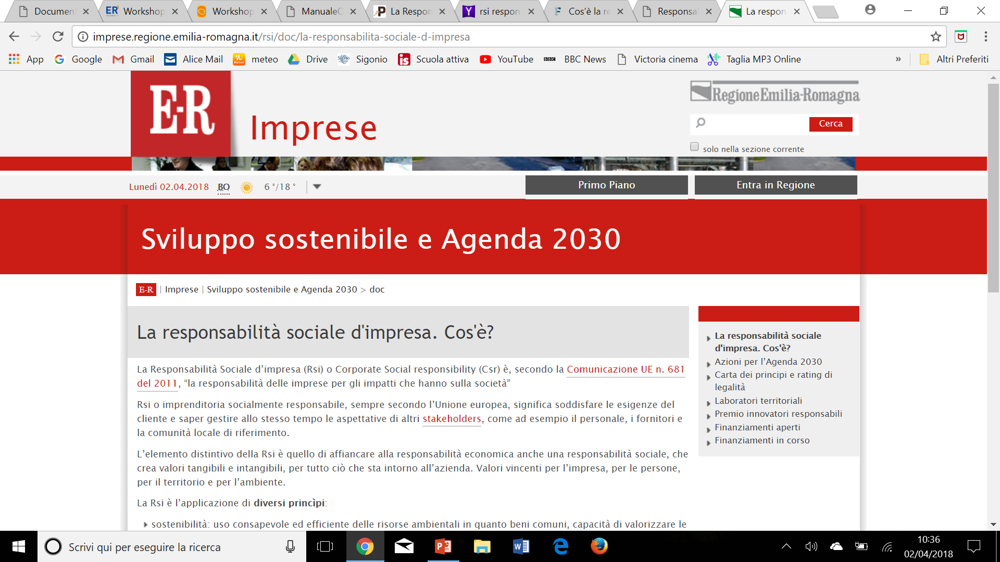 Document
Workshop
Workshop
ManualeC
La Respon
rsi respon
Cos'è la re
Responsal
La respon
imprese.regione.emilia-romagna.it/rsi/doc/la-responsabilita-sociale-d-impresa
App
Google
Gmail
Alice Mail
meteo
Drive
Sigonio
Scuola attiva
YouTube
BBC News
Victoria cinema
Taglia MP3 Online
»
Altri Preferiti
E-R
Imprese
RegioneEmilia-Romagna
Cerca
solo nella sezione corrente
Lunedì 02.04.2018 BO 6°/18°
Primo Piano
Entra in Regione
Sviluppo sostenibile e Agenda 2030
E-R | Imprese | Sviluppo sostenibile e Agenda 2030 > doc
La responsabilità sociale d'impresa. Cos'è?
La Responsabilità Sociale d’impresa (Rsi) o Corporate Social responsibility (Csr) è, secondo la Comunicazione UE n. 681
del 2011, “la responsabilità delle imprese per gli impatti che hanno sulla società”
Rsi o imprenditoria socialmente responsabile, sempre secondo l’Unione europea, significa soddisfare le esigenze del
cliente e saper gestire allo stesso tempo le aspettative di altri stakeholders, come ad esempio il personale, i fornitori e
la comunità locale di riferimento.
L’elemento distintivo della Rsi è quello di affiancare alla responsabilità economica anche una responsabilità sociale, che
crea valori tangibili e intangibili, per tutto ciò che sta intorno all’azienda. Valori vincenti per l’impresa, per le persone,
per il territorio e per l’ambiente.
La Rsi è l’applicazione di diversi princìpi:
sostenibilità: uso consapevole ed efficiente delle risorse ambientali in quanto beni comuni, capacità di valorizzare le
La responsabilità sociale
d'impresa. Cos'è?
Azioni per l’Agenda 2030
Carta dei principi e rating di
legalità
Laboratori territoriali
Premio innovatori responsabili
Finanziamenti aperti
Finanziamenti in corso
Scrivi qui per eseguire la ricerca
10:36
02/04/2018